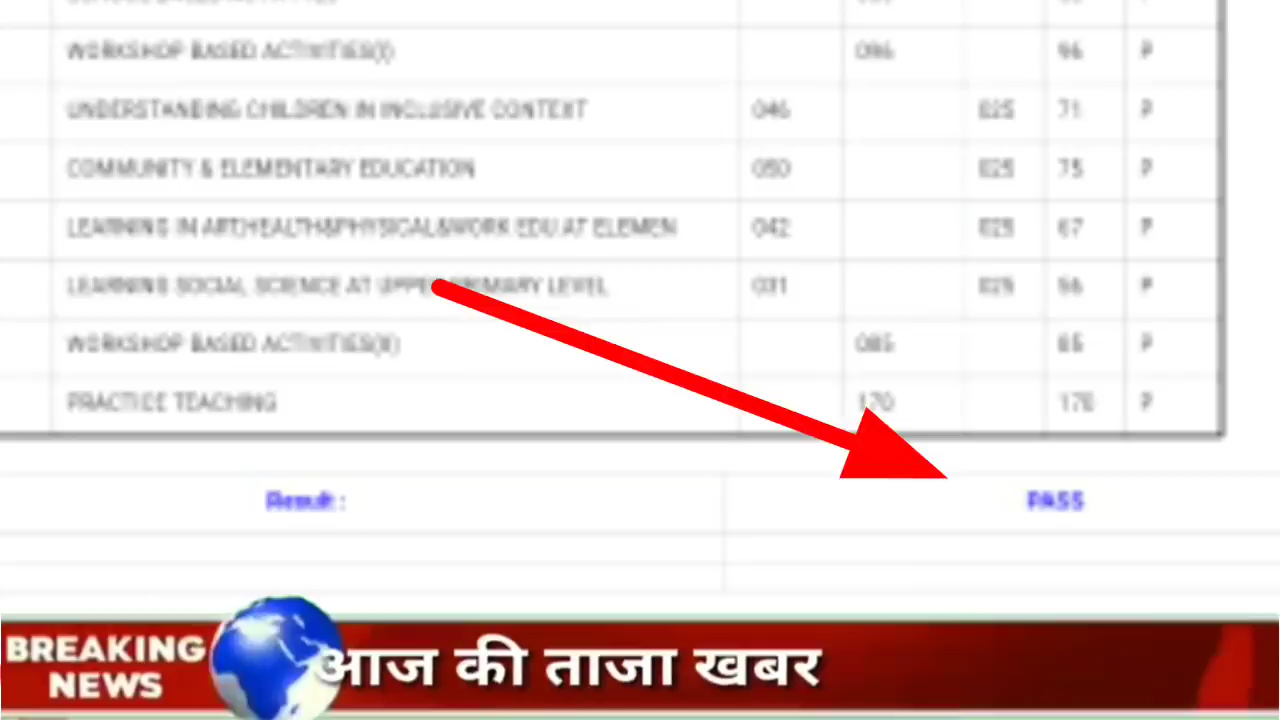 WORKSHOP BASED ACTIVITIES(I) 096 96 P
UNDERSTANDING CHILDREN IN INCLUSIVE CONTEXT 046 025 71 P
COMMUNITY & ELEMENTARY EDUCATION 050 025 75 P
LEARNING IN ART,HEALTH&PHYSICAL&WORK EDU AT ELEMEN 042 025 67 P
LEARNING SOCIAL SCIENCE AT UPPER PRIMARY LEVEL 031 025 56 P
WORKSHOP BASED ACTIVITIES(II) 085 85 P
PRACTICE TEACHING 170 170 P
Result : PASS
BREAKING
NEWS
आज की ताजा खबर